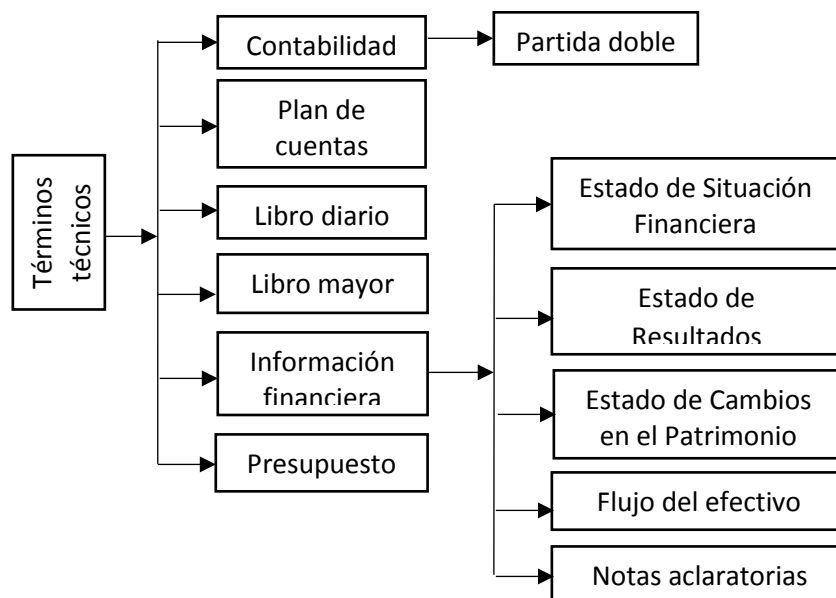 Términos
técnicos
Contabilidad
Partida doble
Plan de
cuentas
Libro diario
Libro mayor
Información
financiera
Presupuesto
Estado de Situación
Financiera
Estado de
Resultados
Estado de Cambios
en el Patrimonio
Flujo del efectivo
Notas aclaratorias